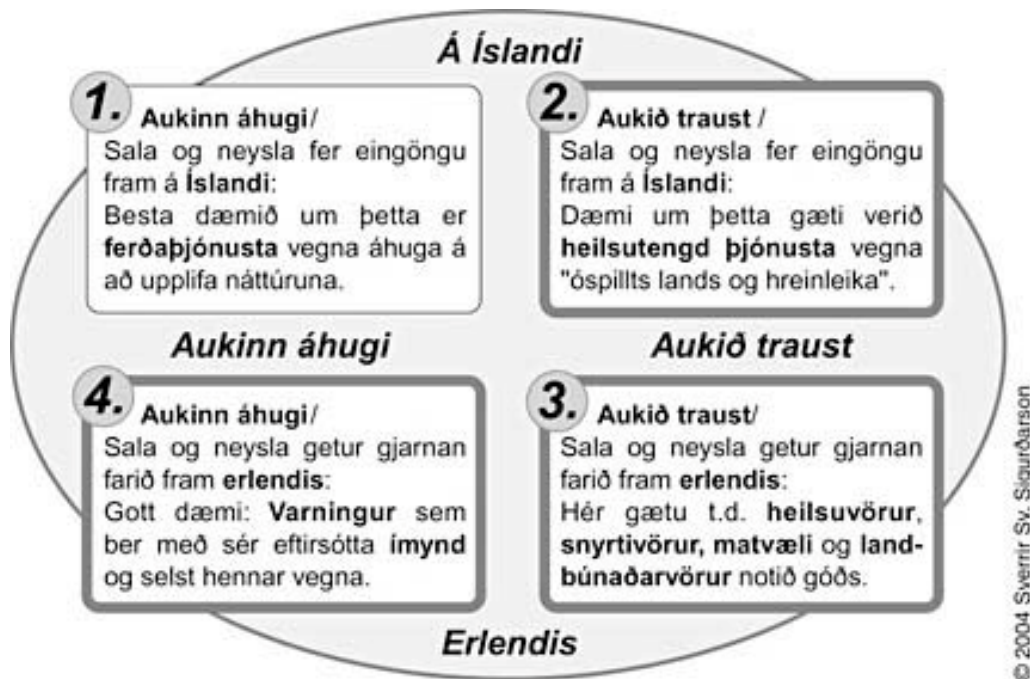 Á Íslandi
1.
Aukinn áhugi/
Sala og neysla fer eingöngu
fram á Íslandi:
Besta dæmið um þetta er
ferðaþjónusta vegna áhuga á
að upplifa náttúruna.
2.
Aukið traust /
Sala og neysla fer eingöngu
fram á Íslandi:
Dæmi um þetta gæti verið
heilsutengd þjónusta vegna
"óspillts lands og hreinleika".
Aukinn áhugi
Aukið traust
4.
Aukinn áhugi/
Sala og neysla getur gjarnan
farið fram erlendis:
Gott dæmi: Varningur sem
ber með sér eftirsótta ímynd
og selst hennar vegna.
3.
Aukið traust/
Sala og neysla getur gjarnan
farið fram erlendis:
Hér gætu t.d. heilsuvörur,
snyrtivörur, matvæli og land-
búnaðarvörur notið góðs.
Erlendis
© 2004 Sverrir Sv. Sigurðarson